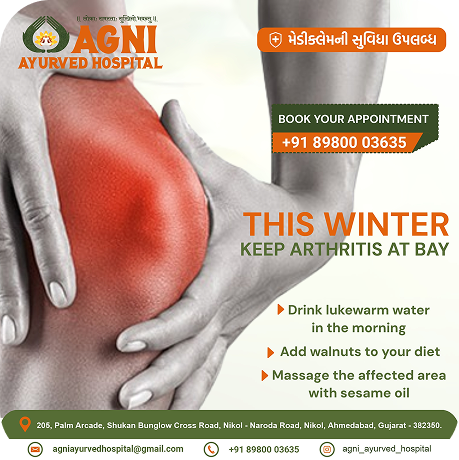 ॥ लोकाः समस्ताः सुखिनो भवन्तु ॥
AGNI
AYURVED HOSPITAL
મેડીક્લેમની સુવિધા ઉપલબ્ધ
BOOK YOUR APPOINTMENT
+91 89800 03635
THIS WINTER
KEEP ARTHRITIS AT BAY
Drink lukewarm water
in the morning
Add walnuts to your diet
Massage the affected area
with sesame oil
205, Palm Arcade, Shukan Bunglow Cross Road, Nikol - Naroda Road, Nikol, Ahmedabad, Gujarat - 382350.
agniayurvedhospital@gmail.com
+91 89800 03635
agni_ayurved_hospital